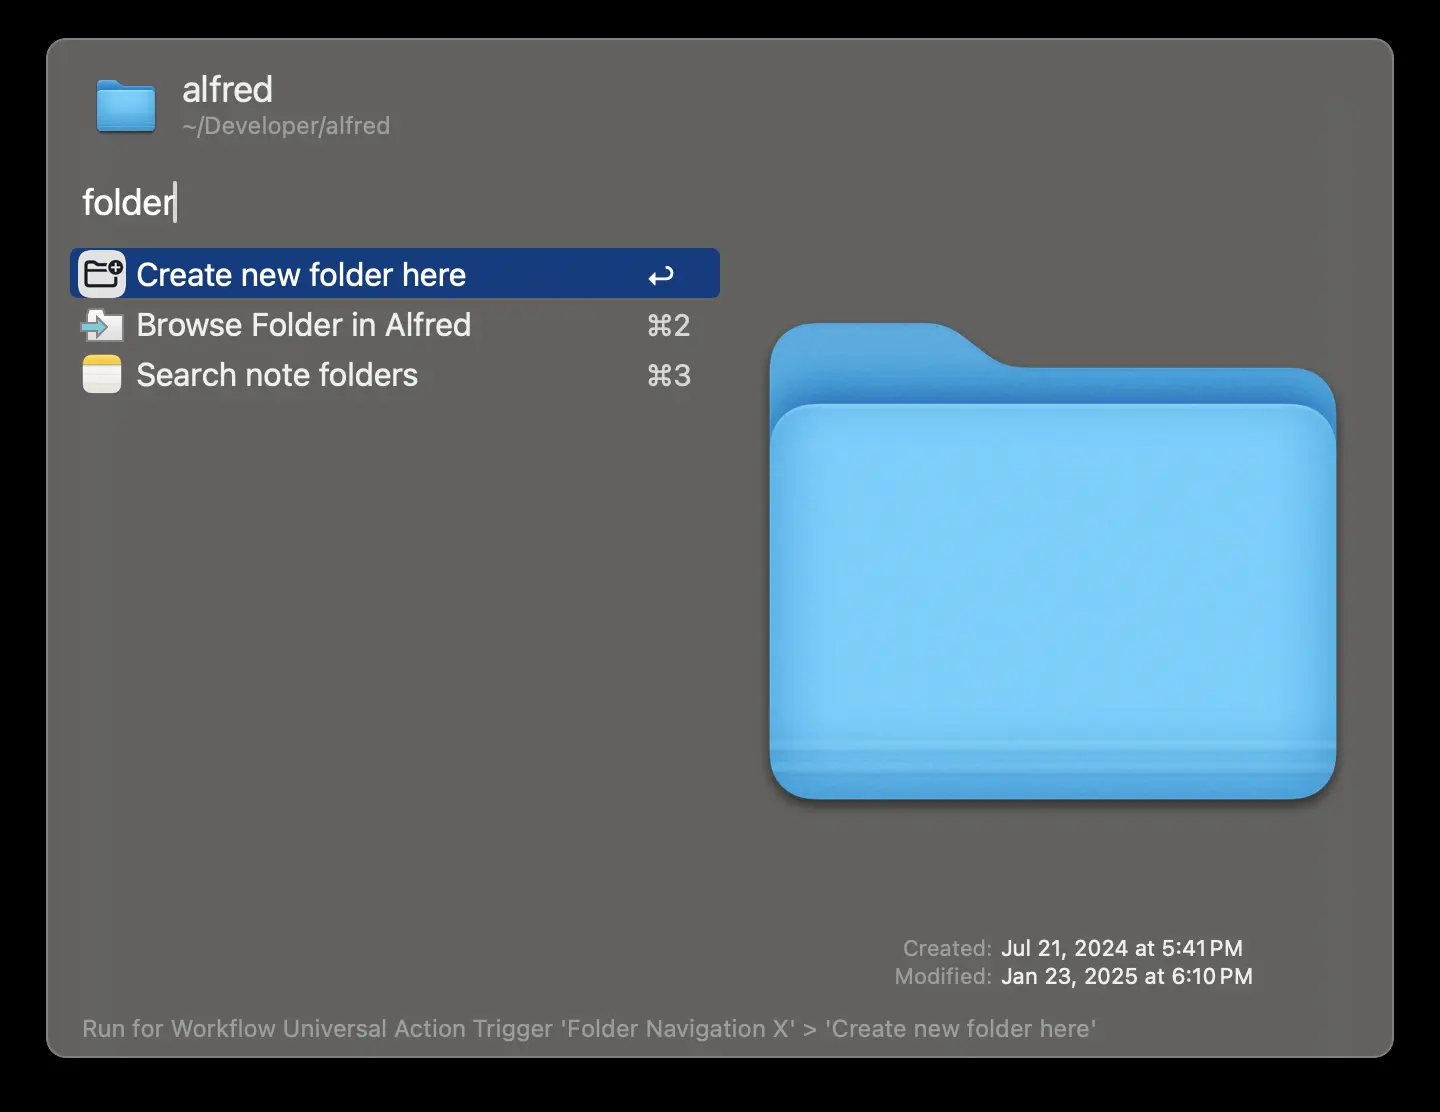 alfred
~/Developer/alfred
folder
Create new folder here ↩
Browse Folder in Alfred ⌘2
Search note folders ⌘3
Created: Jul 21, 2024 at 5:41 PM
Modified: Jan 23, 2025 at 6:10 PM
Run for Workflow Universal Action Trigger 'Folder Navigation X' > 'Create new folder here'